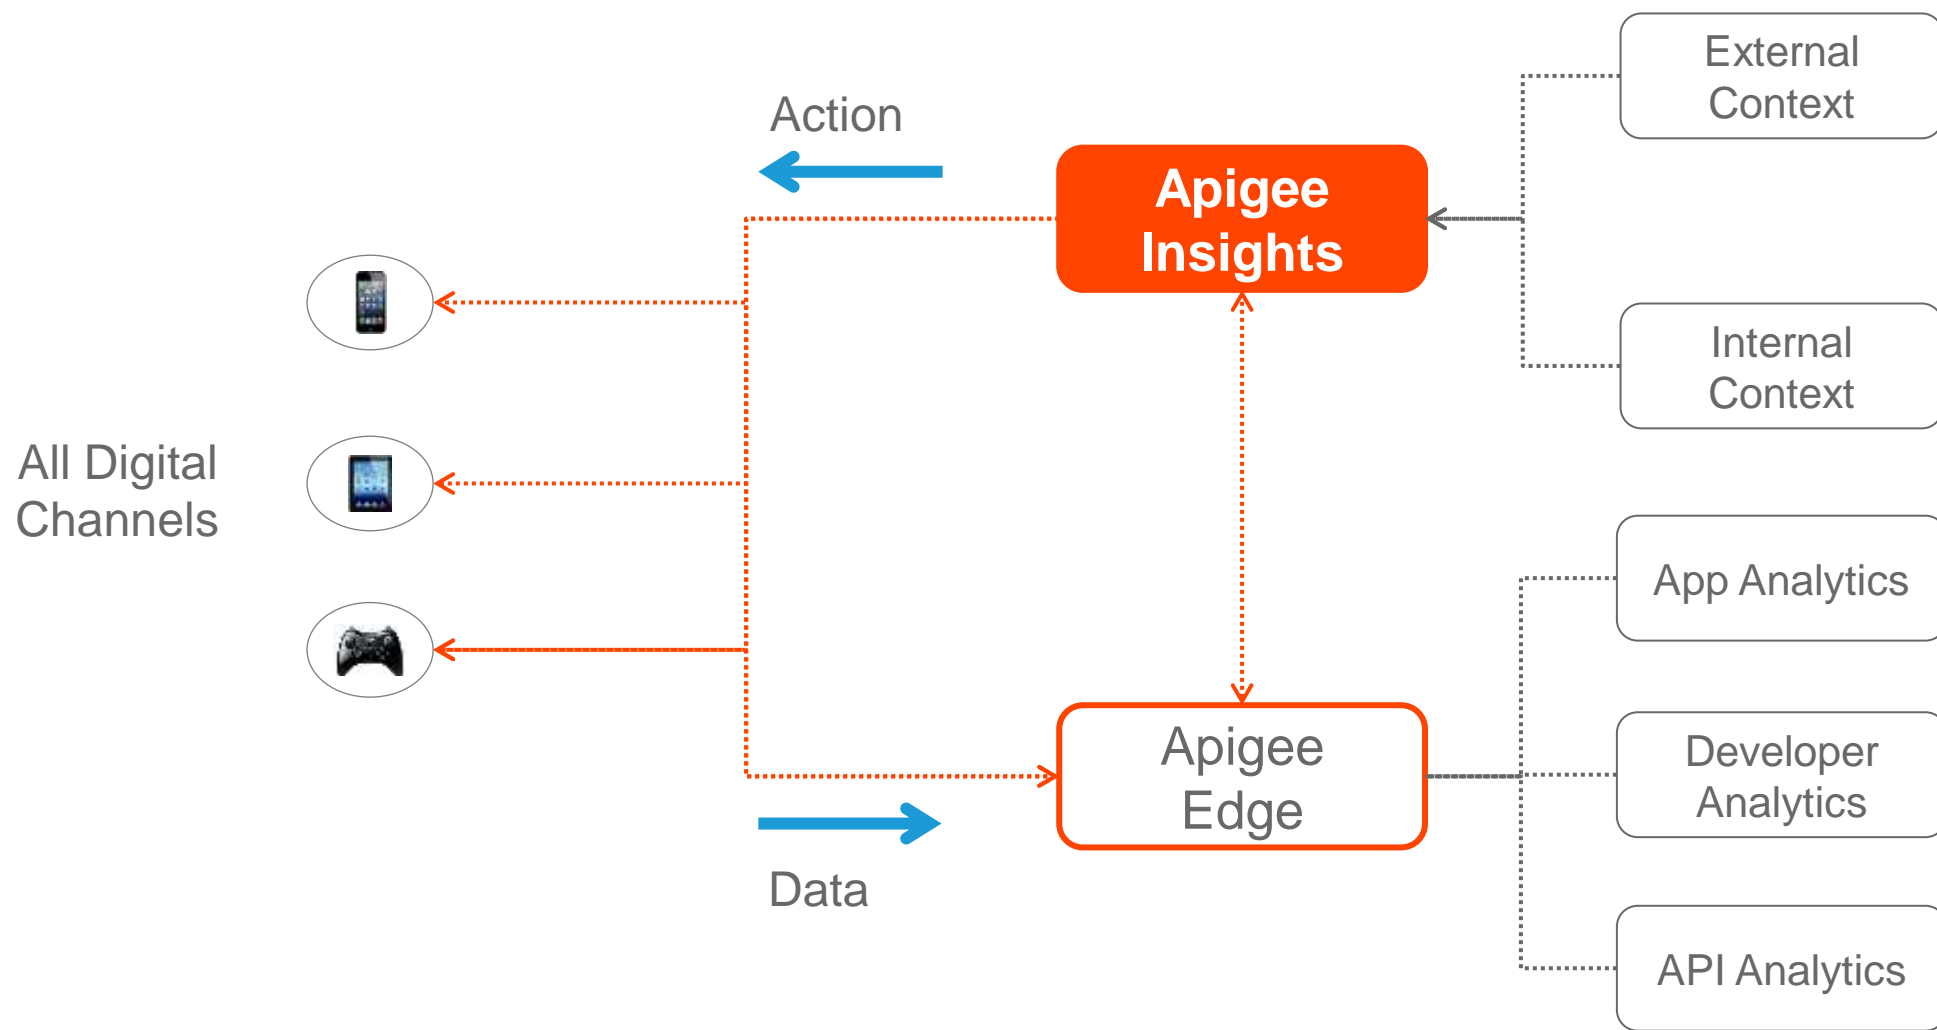 External
Context
Action
Apigee
Insights
Internal
Context
All Digital
Channels
App Analytics
Apigee
Edge
Developer
Analytics
Data
API Analytics